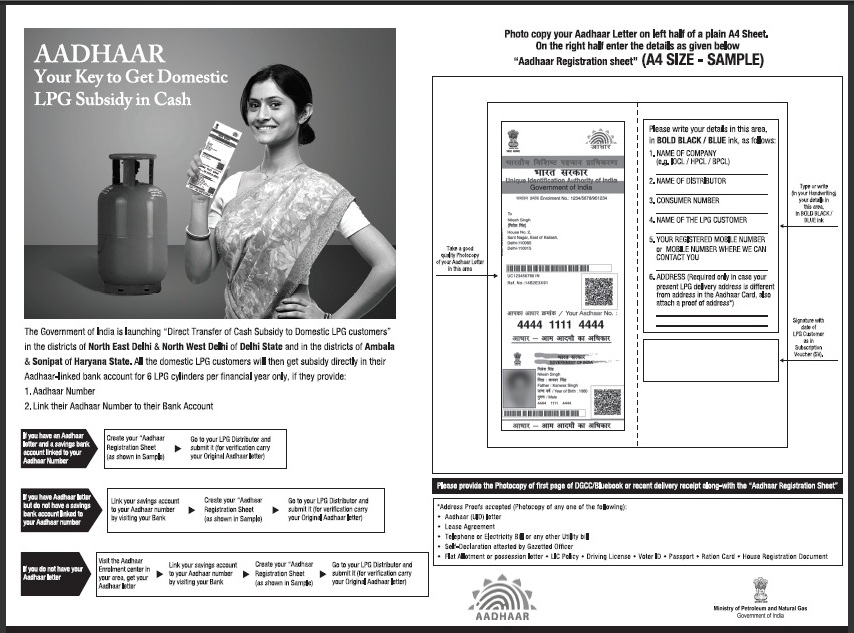 AADHAAR
Your Key to Get Domestic
LPG Subsidy in Cash
The Government of India is launching "Direct Transfer of Cash Subsidy to Domestic LPG customers"
in the districts of North East Delhi & North West Delhi of Delhi State and in the districts of Ambala
& Sonipat of Haryana State. All the domestic LPG customers will then get subsidy directly in their
Aadhaar-linked bank account for 6 LPG cylinders per financial year only, if they provide:
1. Aadhar Number
2. Link their Aadhaar Number to their Bank Account
If you have an Aadhaar
letter and a savings bank
account linked to your
Aadhaar Number
Create your "Aadhar
Registration Sheet
(as shown in Sample)
Go to your LPG Distributor and
submit it (for verification carry
your Original Aadhaar letter)
If you have Aadhaar letter
but do not have a savings
bank account linked to
your Aadhaar number
Link your savings account
to your Aadhar number
by visiting your Bank
Create your "Aadhar
Registration Sheet
(as shown in Sample)
Go to your LPG Distributor and
submit it (for verification carry
your Original Aadhaar letter)
If you do not have your
Aadhaar letter
Visit the Aadhar
Enrolment center in
your area, get your
Aadhaar letter
Link your savings account
to your Aadhar number
by visiting your Bank
Create your "Aadhar
Registration Sheet
(as shown in Sample)
Go to your LPG Distributor and
submit it (for verification carry
your Original Aadhaar letter)
Photo copy your Aadhaar Letter on left half of a plain A4 Sheet.
On the right half enter the details as given below
"Aadhaar Registration sheet" (A4 SIZE - SAMPLE)
Take a good
quality Photocopy
of your Aadhaar Letter
in this area
आधार
भारतीय विशिष्ट पहचान प्राधिकरण
भारत सरकार
Unique Identification Authority of India
Government of India
Enrolment No.: 1234/5678/901234
To
Nitesh Singh
House No. 2,
Sant Nagar, East of Kailash,
आपका आधार क्रमांक / Your Aadhaar No. :
4444 1111 4444
आधार – आम आदमी का अधिकार
Nitesh Singh
Father : Kanwar Singh
Year of Birth : 1980
पुरुष / Male
4444 1111 4444
आधार – आम आदमी का अधिकार
Please write your details in this area,
in BOLD BLACK / BLUE ink, as follows:
1. NAME OF COMPANY
(e.g. IOCL / HPCL / BPCL)
2. NAME OF DISTRIBUTOR
3. CONSUMER NUMBER
4. NAME OF THE LPG CUSTOMER
5. YOUR REGISTERED MOBILE NUMBER
or MOBILE NUMBER WHERE WE CAN
CONTACT YOU
6. ADDRESS (Required only in case your
present LPG delivery address is different
from address in the Aadhaar Card, also
attach a proof of address*)
Type or write
(in your Handwriting)
your details in
this area,
in BOLD BLACK /
BLUE ink
Signature with
date of
LPG Customer
as in
Subscription
Voucher (SV).
Please provide the Photocopy of first page of DGCC/Bluebook or recent delivery receipt along-with the "Aadhar Registration Sheet"
*Address Proofs accepted (Photocopy of any one of the following):
• Aadhar (UID) letter
• Lease Agreement
• Telephone or Electricity Bill or any other Utility bill
• Self-Declaration attested by Gazetted Officer
• Flat Allotment or possession letter • LIC Policy • Driving License • Voter ID • Passport • Ration Card • House Registration Document
AADHAAR
Ministry of Petroleum and Natural Gas
Government of India